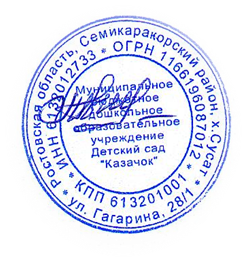 Ростовская область, Семикаракорский район, х.Сусат
* ИНН 6132012733 * ОГРН 1166196087012 *
* КПП 613201001 *
ул. Гагарина, 28/1
Муниципальное
бюджетное
дошкольное
образовательное
учреждение
Детский сад
"Казачок"